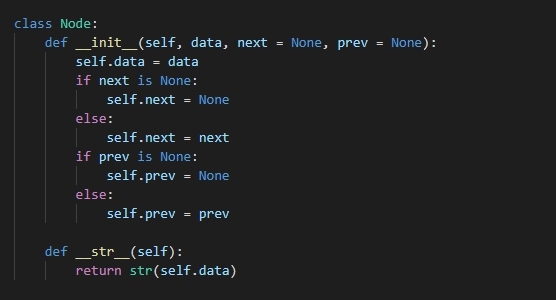 class Node:
    def __init__(self, data, next = None, prev = None):
        self.data = data
        if next is None:
            self.next = None
        else:
            self.next = next
        if prev is None:
            self.prev = None
        else:
            self.prev = prev

    def __str__(self):
        return str(self.data)